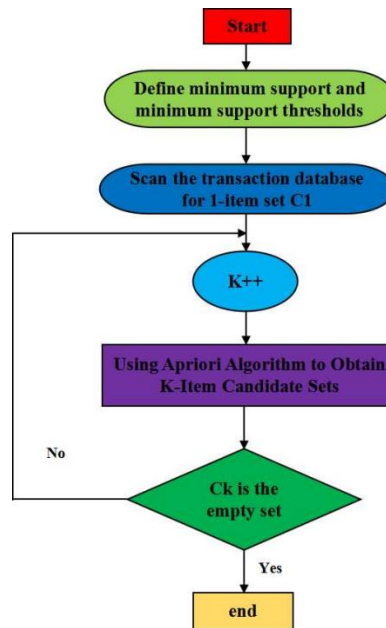 Start
Define minimum support and
minimum support thresholds
Scan the transaction database
for 1-item set C1
K++
Using Apriori Algorithm to Obtain
K-Item Candidate Sets
No
Ck is the
empty set
Yes
end